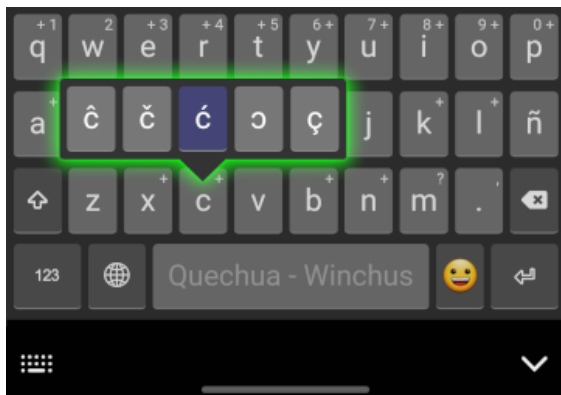 +1 2 +3 +4 +5 6+ 7+ 8+ 9+ 0+
q w e r t y u i o p
a+ ĉ č ć ɔ ç j k+ l+ ñ
z x+ c+ v b+ n+ m? .'
123 Quechua - Winchus